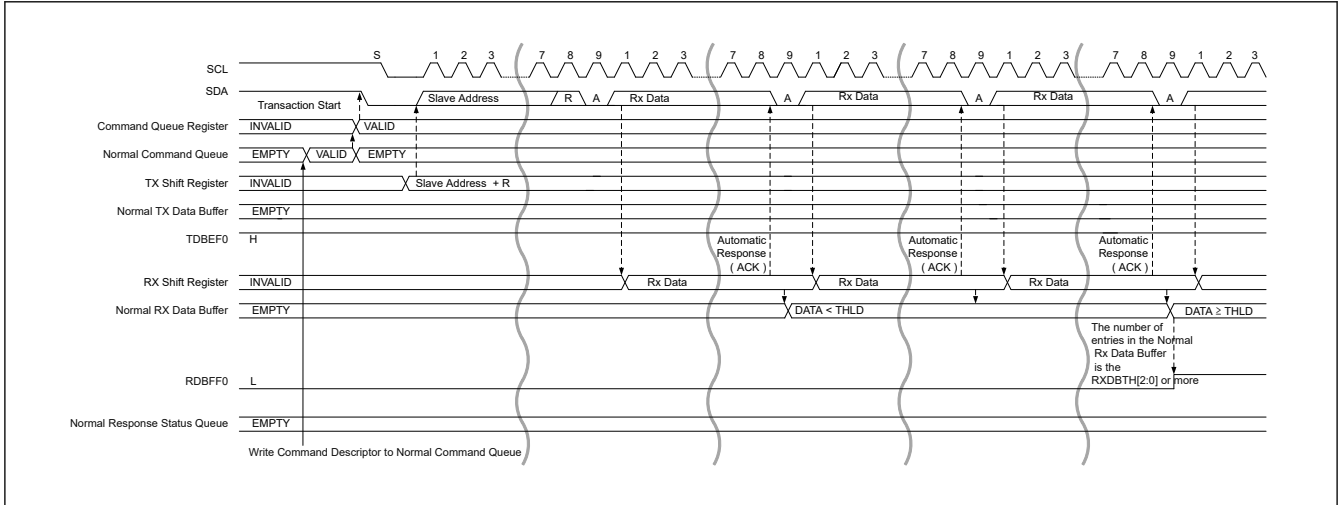 S 1 2 3 7 8 9 1 2 3 7 8 9 1 2 3 7 8 9 1 2 3 7 8 9 1 2 3
SCL
SDA Slave Address R A Rx Data A Rx Data A Rx Data A
Transaction Start
Command Queue Register INVALID VALID
Normal Command Queue EMPTY VALID EMPTY
TX Shift Register INVALID Slave Address + R
Normal TX Data Buffer EMPTY
TDBEF0 H
Automatic
Response
( ACK )
Automatic
Response
( ACK )
Automatic
Response
( ACK )
RX Shift Register INVALID Rx Data Rx Data Rx Data
Normal RX Data Buffer EMPTY DATA < THLD DATA ≥ THLD
The number of
entries in the Normal
Rx Data Buffer
is the
RXDBTH[2:0] or more
RDBFF0 L
Normal Response Status Queue EMPTY
Write Command Descriptor to Normal Command Queue